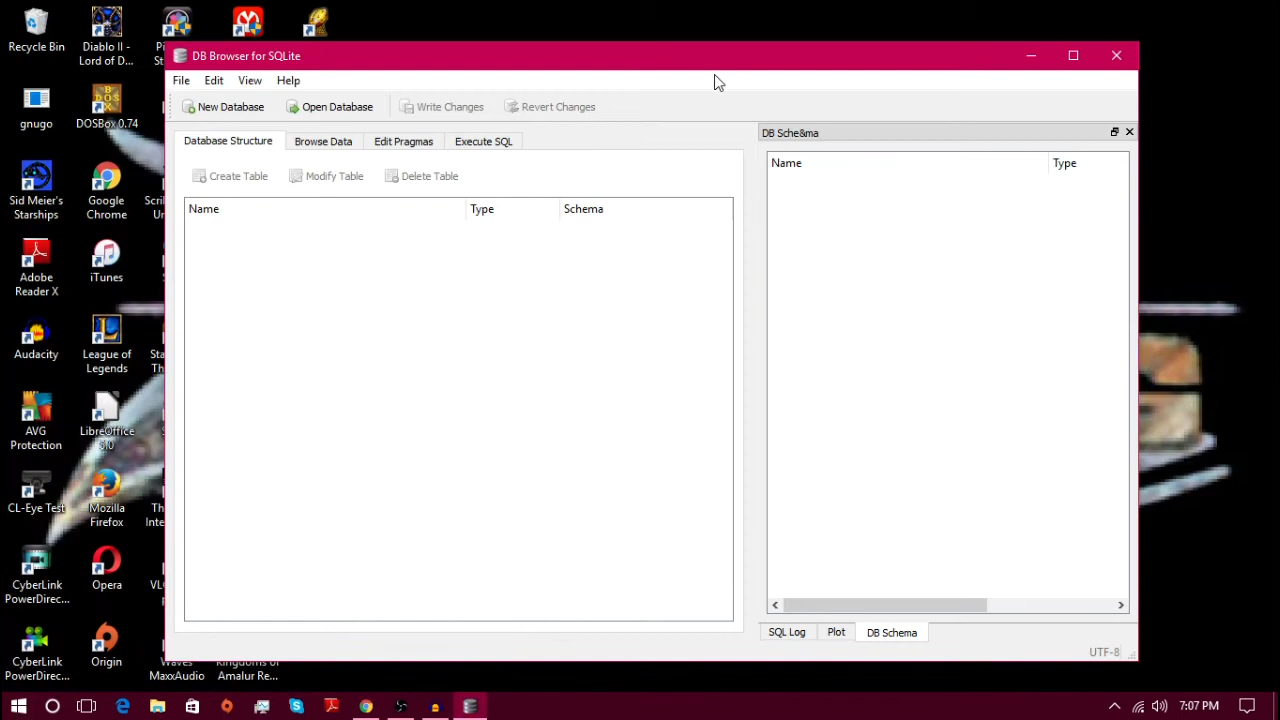 Recycle Bin
Diablo II -
Lord of D...
gnugo
DOSBox 0.74
Sid Meier's
Starships
Google
Chrome
Adobe
Reader X
iTunes
Audacity
League of
Legends
AVG
Protection
LibreOffice
5.0
CL-Eye Test
Mozilla
Firefox
CyberLink
PowerDirec...
Opera
CyberLink
PowerDirec...
Origin
WavesMaxxAudio
Kingdoms of
Amalur Re...
DB Browser for SQLite
File Edit View Help
New Database Open Database Write Changes Revert Changes
Database Structure Browse Data Edit Pragmas Execute SQL
Create Table Modify Table Delete Table
Name Type Schema
DB Sche&ma
Name Type
SQL Log Plot DB Schema
UTF-8
7:07 PM